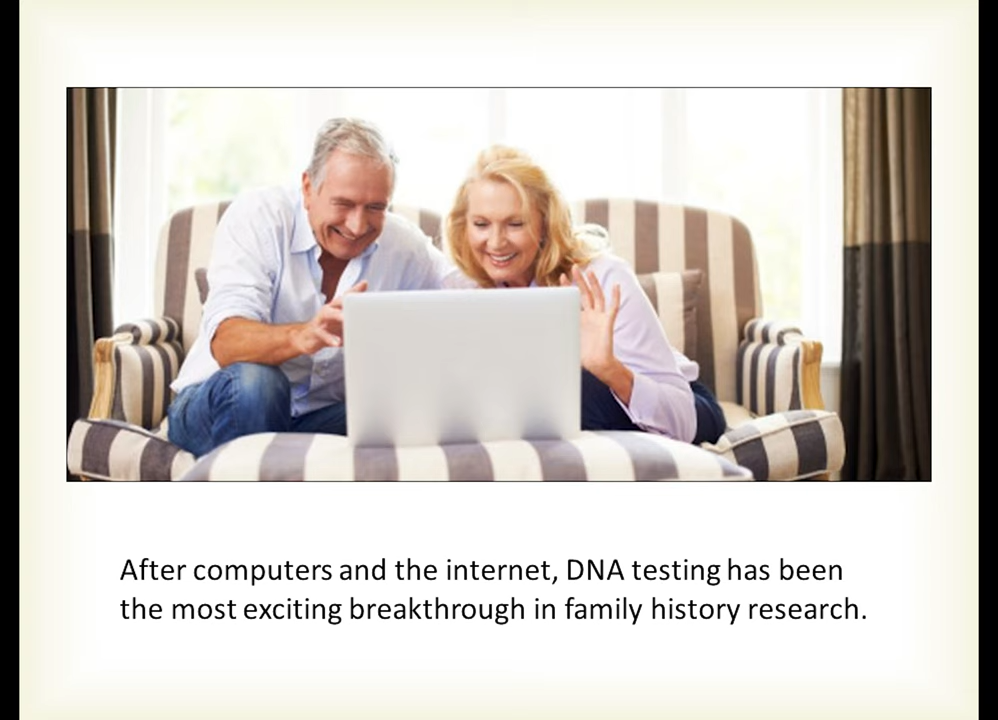 After computers and the internet, DNA testing has been
the most exciting breakthrough in family history research.